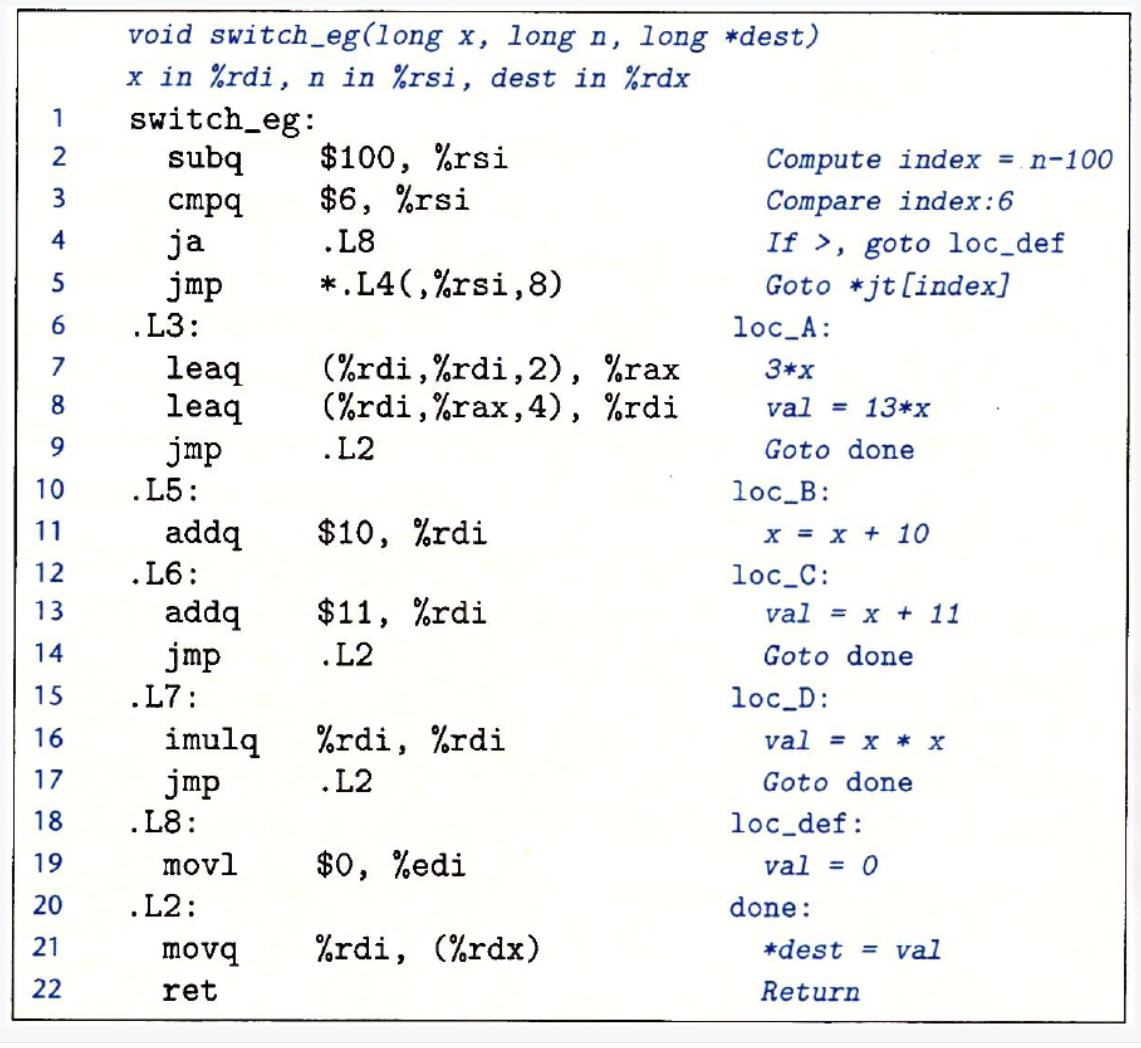 void switch_eg(long x, long n, long *dest)
x in %rdi, n in %rsi, dest in %rdx
1 switch_eg:
2 subq $100, %rsi Compute index = n-100
3 cmpq $6, %rsi Compare index:6
4 ja .L8 If >, goto loc_def
5 jmp *.L4(,%rsi,8) Goto *jt[index]
6 .L3: loc_A:
7 leaq (%rdi,%rdi,2), %rax 3*x
8 leaq (%rdi,%rax,4), %rdi val = 13*x
9 jmp .L2 Goto done
10 .L5: loc_B:
11 addq $10, %rdi x = x + 10
12 .L6: loc_C:
13 addq $11, %rdi val = x + 11
14 jmp .L2 Goto done
15 .L7: loc_D:
16 imulq %rdi, %rdi val = x * x
17 jmp .L2 Goto done
18 .L8: loc_def:
19 movl $0, %edi val = 0
20 .L2: done:
21 movq %rdi, (%rdx) *dest = val
22 ret Return